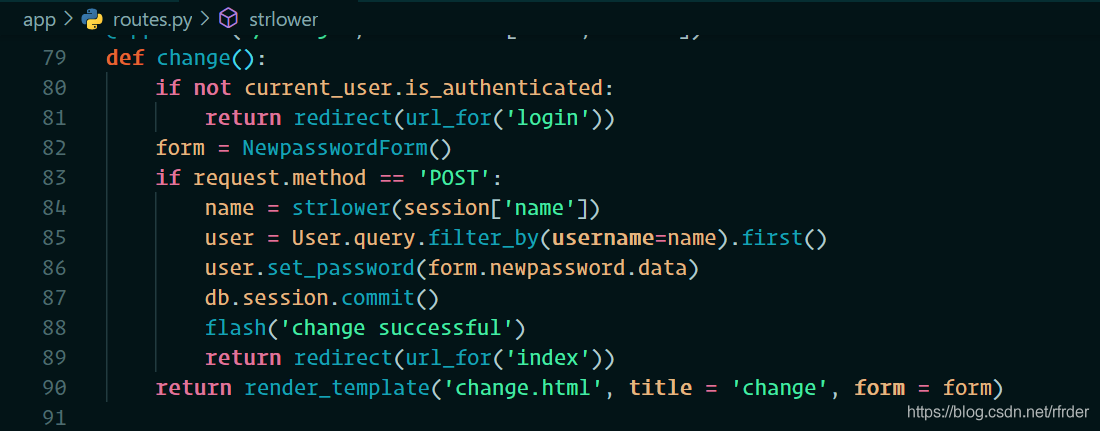 app > routes.py > strlower
79 def change():
80     if not current_user.is_authenticated:
81         return redirect(url_for('login'))
82     form = NewpasswordForm()
83     if request.method == 'POST':
84         name = strlower(session['name'])
85         user = User.query.filter_by(username=name).first()
86         user.set_password(form.newpassword.data)
87         db.session.commit()
88         flash('change successful')
89         return redirect(url_for('index'))
90     return render_template('change.html', title = 'change', form = form)
91
https://blog.csdn.net/rfrder